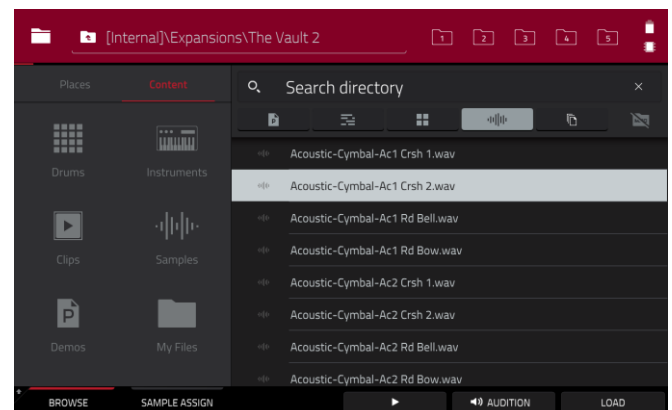 [Internal]\Expansions\The Vault 2
1 2 3 4 5
Places Content
Search directory
P
Drums Instruments
Clips Samples
P
Demos My Files
Acoustic-Cymbal-Ac1 Crsh 1.wav
Acoustic-Cymbal-Ac1 Crsh 2.wav
Acoustic-Cymbal-Ac1 Rd Bell.wav
Acoustic-Cymbal-Ac1 Rd Bow.wav
Acoustic-Cymbal-Ac2 Crsh 1.wav
Acoustic-Cymbal-Ac2 Crsh 2.wav
Acoustic-Cymbal-Ac2 Rd Bell.wav
Acoustic-Cymbal-Ac2 Rd Bow.wav
BROWSE SAMPLE ASSIGN AUDITION LOAD